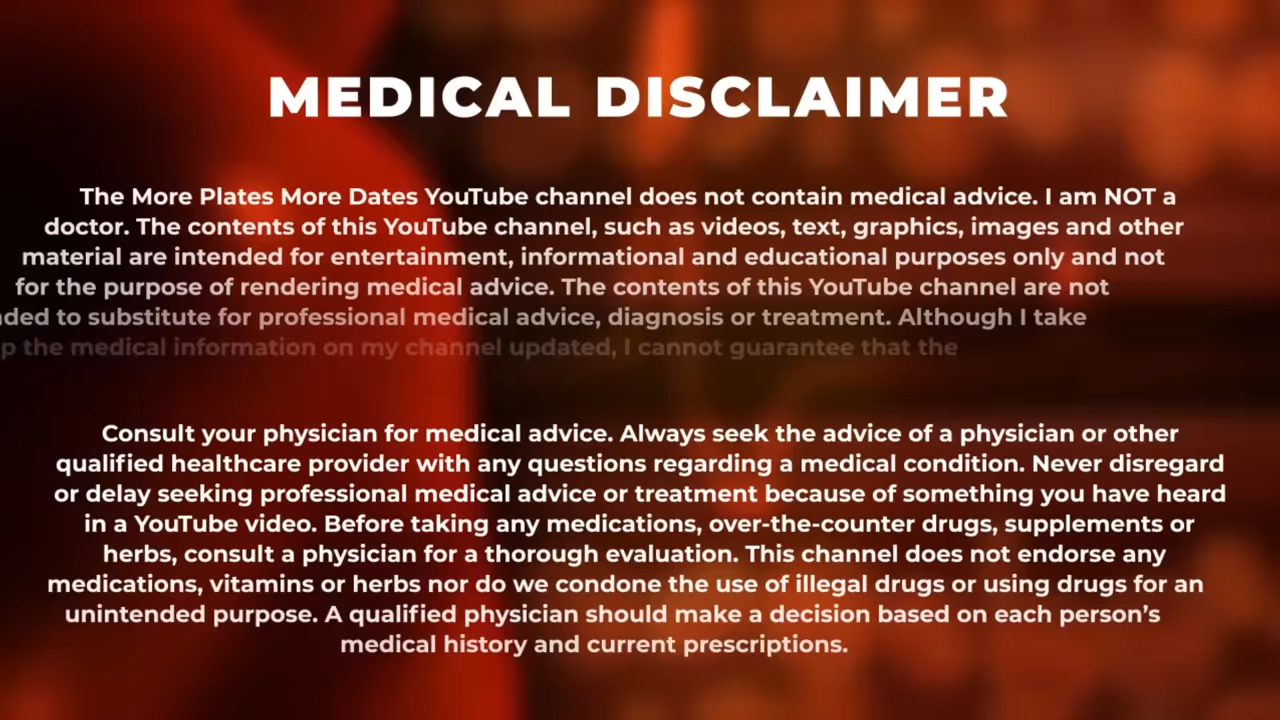 MEDICAL DISCLAIMER
The More Plates More Dates YouTube channel does not contain medical advice. I am NOT a
doctor. The contents of this YouTube channel, such as videos, text, graphics, images and other
material are intended for entertainment, informational and educational purposes only and not
for the purpose of rendering medical advice. The contents of this YouTube channel are not
to substitute for professional medical advice, diagnosis or treatment. Although I take
the medical information on my channel updated, I cannot guarantee that the
Consult your physician for medical advice. Always seek the advice of a physician or other
qualified healthcare provider with any questions regarding a medical condition. Never disregard
or delay seeking professional medical advice or treatment because of something you have heard
in a YouTube video. Before taking any medications, over-the-counter drugs, supplements or
herbs, consult a physician for a thorough evaluation. This channel does not endorse any
medications, vitamins or herbs nor do we condone the use of illegal drugs or using drugs for an
unintended purpose. A qualified physician should make a decision based on each person’s
medical history and current prescriptions.